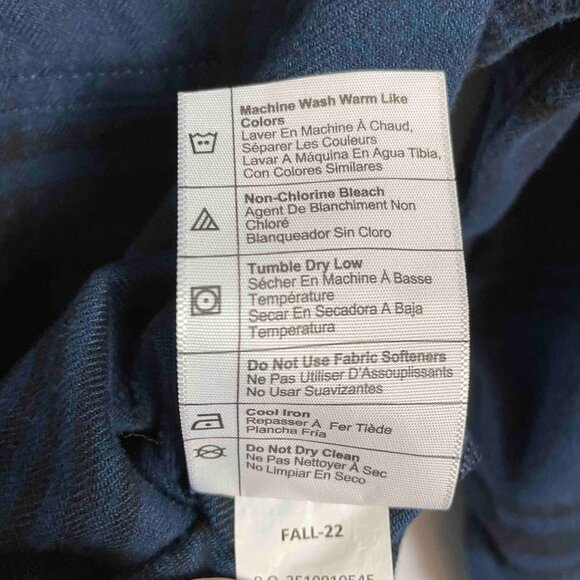 Machine Wash Warm Like
Colors
Laver En Machine À Chaud,
Séparer Les Couleurs
Lavar A Máquina En Agua Tibia,
Con Colores Similares
Non-Chlorine Bleach
Agent De Blanchiment Non
Chloré
Blanqueador Sin Cloro
Tumble Dry Low
Sécher En Machine À Basse
Température
Secar En Secadora A Baja
Temperatura
Do Not Use Fabric Softeners
Ne Pas Utiliser D'Assouplissants
No Usar Suavizantes
Cool Iron
Repasser À Fer Tiède
Plancha Fría
Do Not Dry Clean
Ne Pas Nettoyer À Sec
No Limpiar En Seco
FALL-22